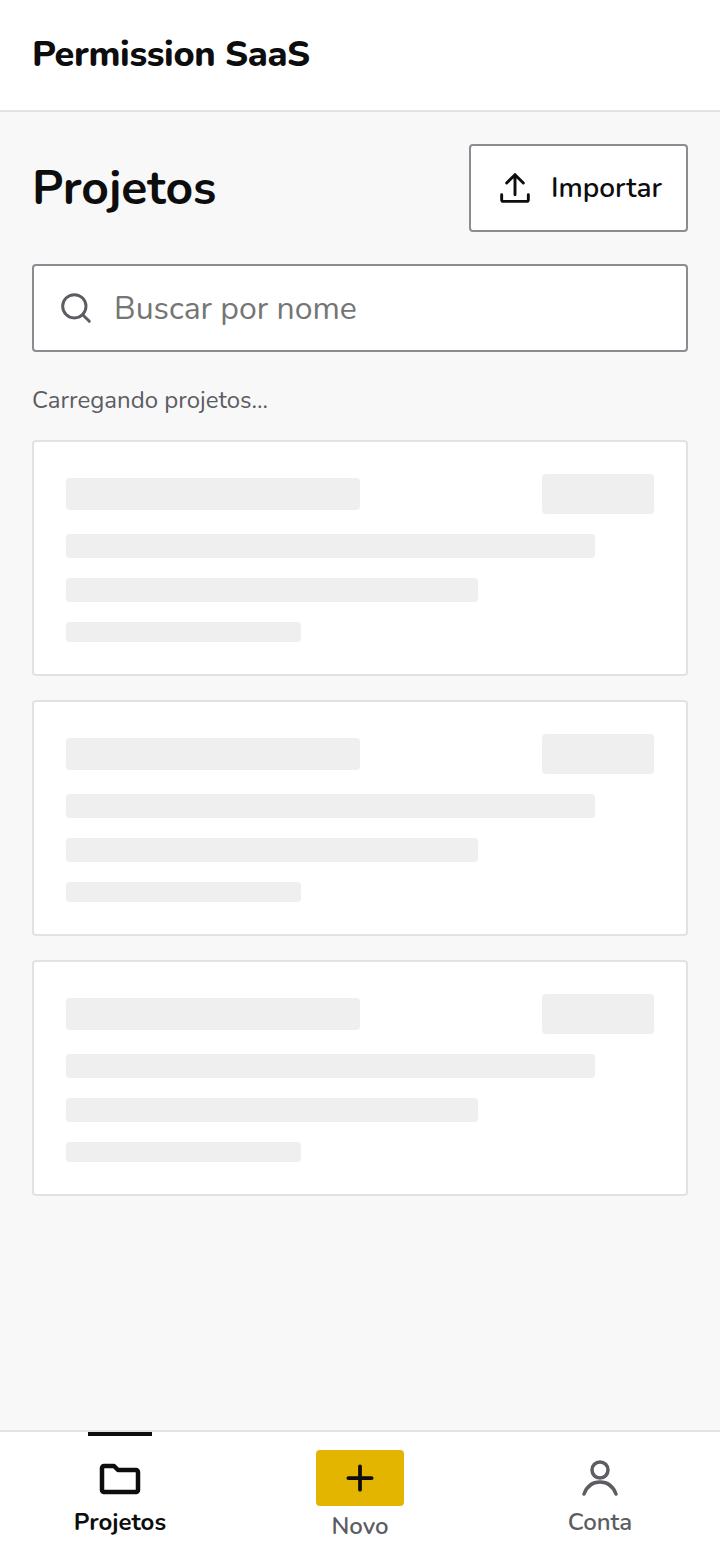 Permission SaaS
Projetos
Importar
Buscar por nome
Carregando projetos...
Projetos
Novo
Conta